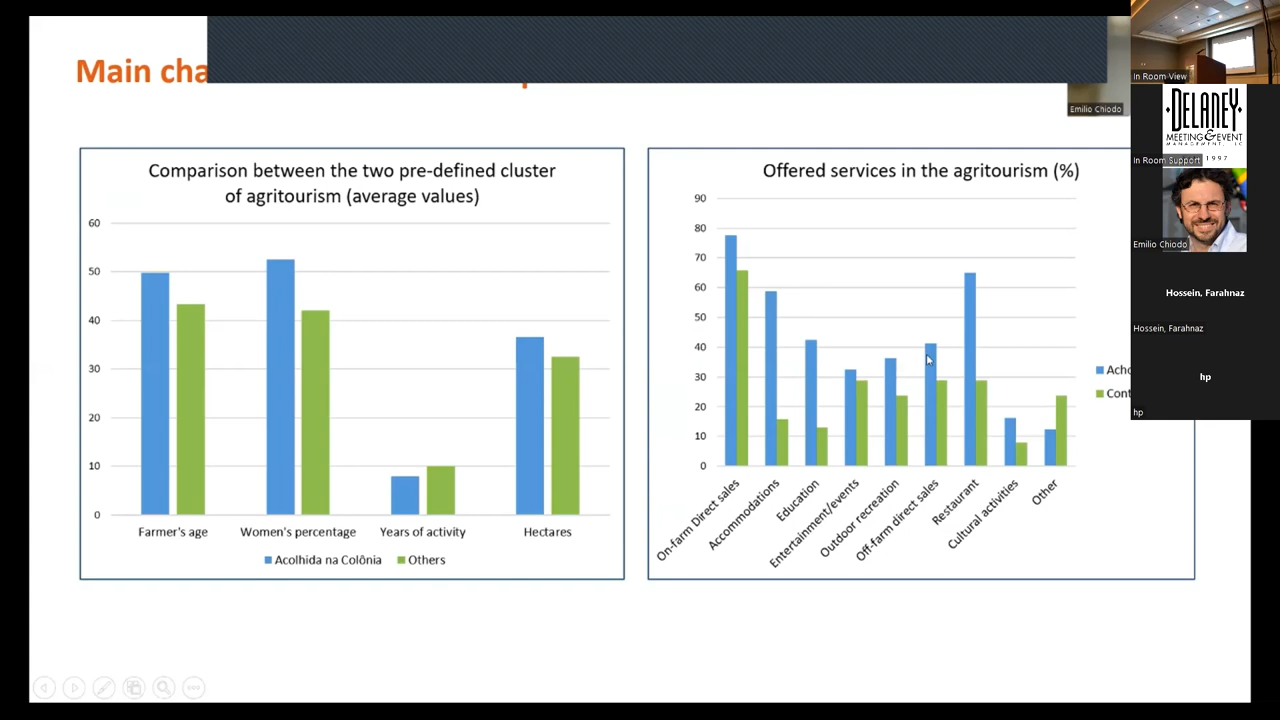 Main cha
Comparison between the two pre-defined cluster
of agritourism (average values)
60
50
40
30
20
10
0
Farmer's age
Women's percentage
Years of activity
Hectares
Acolhida na Colônia
Others
Offered services in the agritourism (%)
90
80
70
60
50
40
30
20
10
0
On-farm Direct sales
Accommodations
Education
Entertainment/events
Outdoor recreation
Off-farm direct sales
Restaurant
Cultural activities
Other
Cont
Emilio Chiodo
In Room View
DELANEY
MEETING & EVENT
MANAGEMENT, LLC
1997
In Room Support
Emilio Chiodo
Hossein, Farahnaz
Hossein, Farahnaz
hp
hp